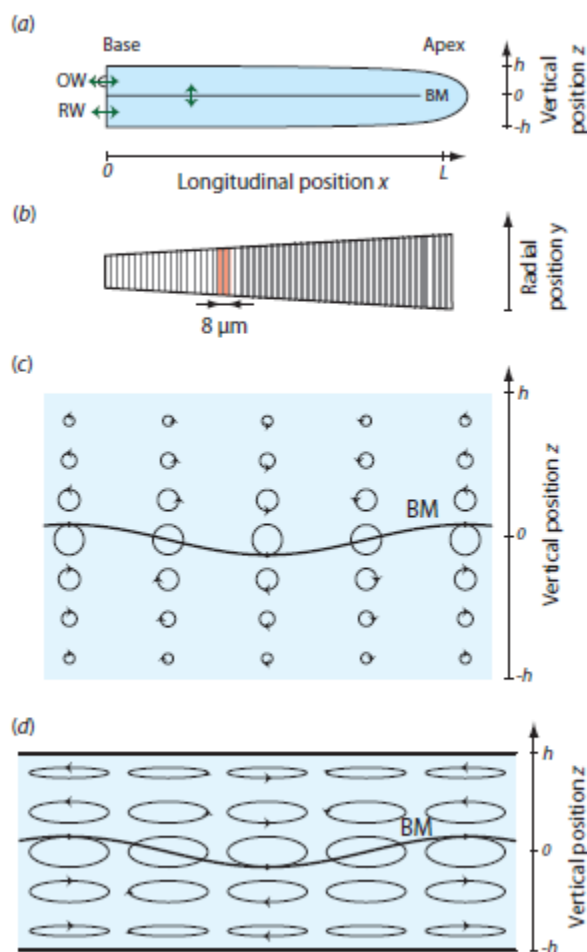 (a)
Base
Apex
OW
RW
BM
h
0
-h
Vertical
position z
0
L
Longitudinal position x
(b)
8 μm
Radial
position y
(c)
h
BM
0
-h
Vertical position z
(d)
h
BM
0
-h
Vertical position z